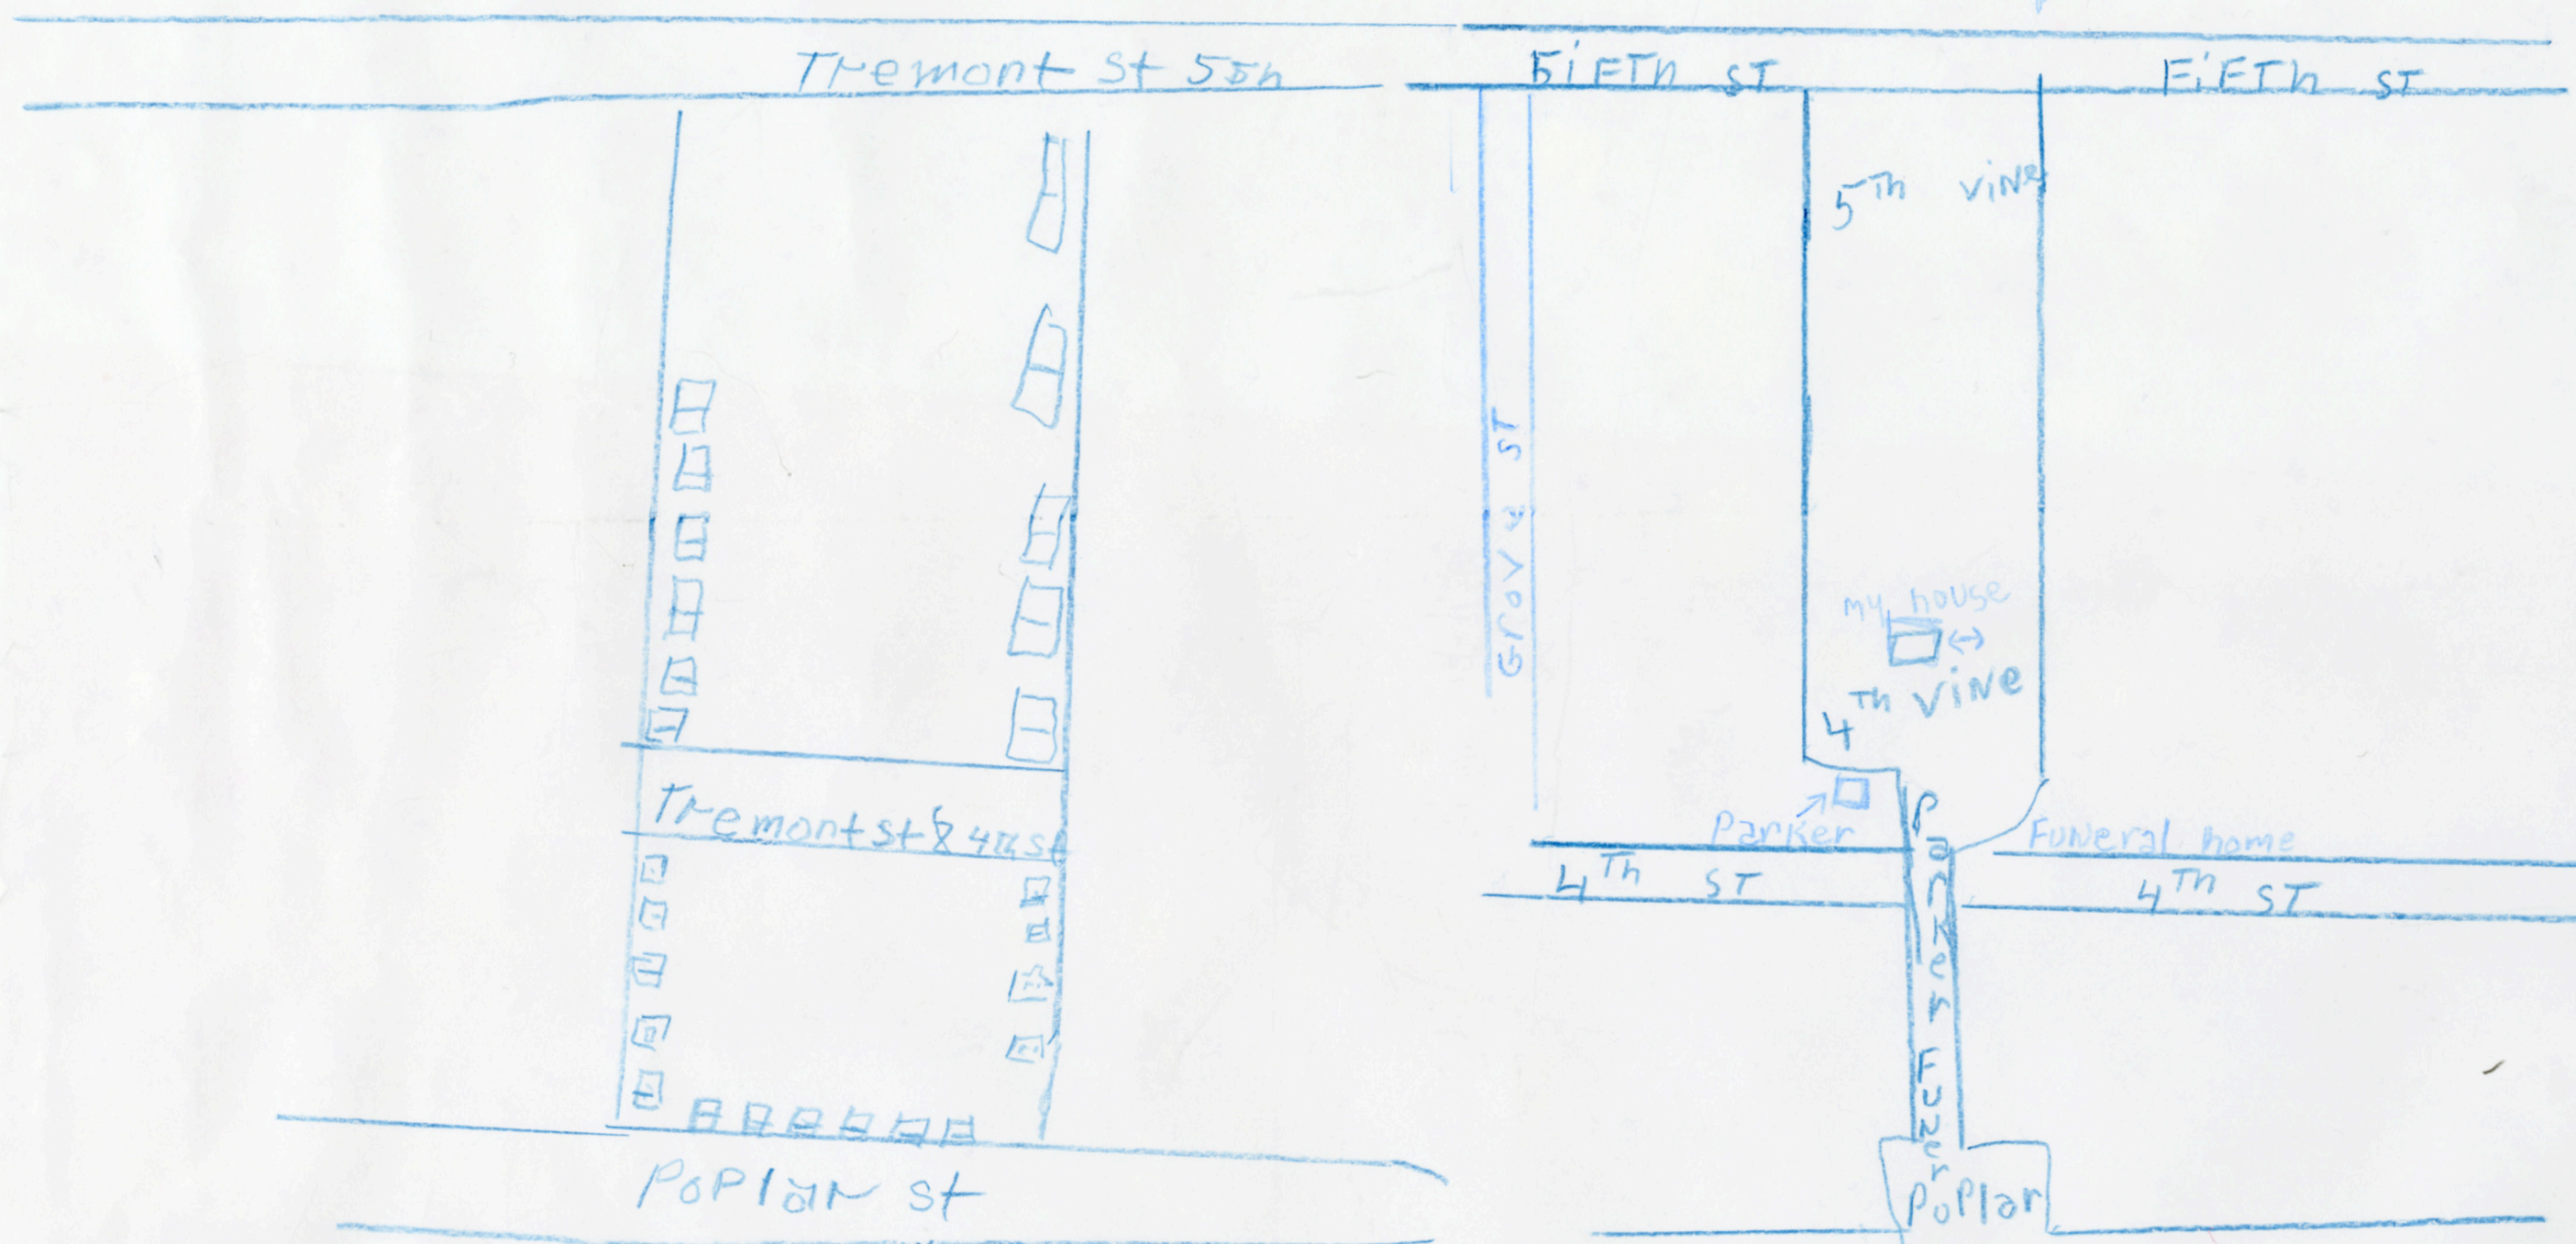 Tremont St 5th
FiFTh ST
FiFTh ST
5Th vine
Grove ST
my house
4Th Vine
Tremont st & 4th st
Parker
Funeral home
4Th ST
4Th ST
Parker Funer
Poplar st
Poplar